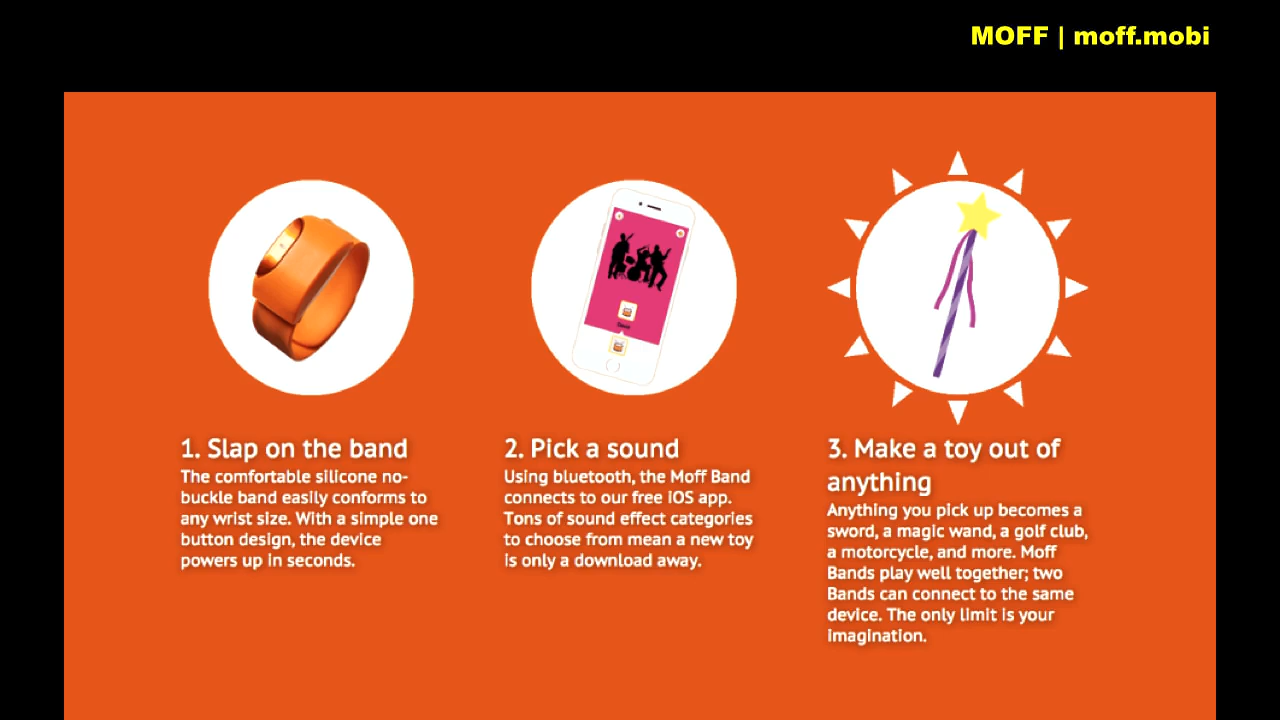 MOFF | moff.mobi
1. Slap on the band
The comfortable silicone no-
buckle band easily conforms to
any wrist size. With a simple one
button design, the device
powers up in seconds.
2. Pick a sound
Using bluetooth, the Moff Band
connects to our free iOS app.
Tons of sound effect categories
to choose from mean a new toy
is only a download away.
3. Make a toy out of
anything
Anything you pick up becomes a
sword, a magic wand, a golf club,
a motorcycle, and more. Moff
Bands play well together; two
Bands can connect to the same
device. The only limit is your
imagination.